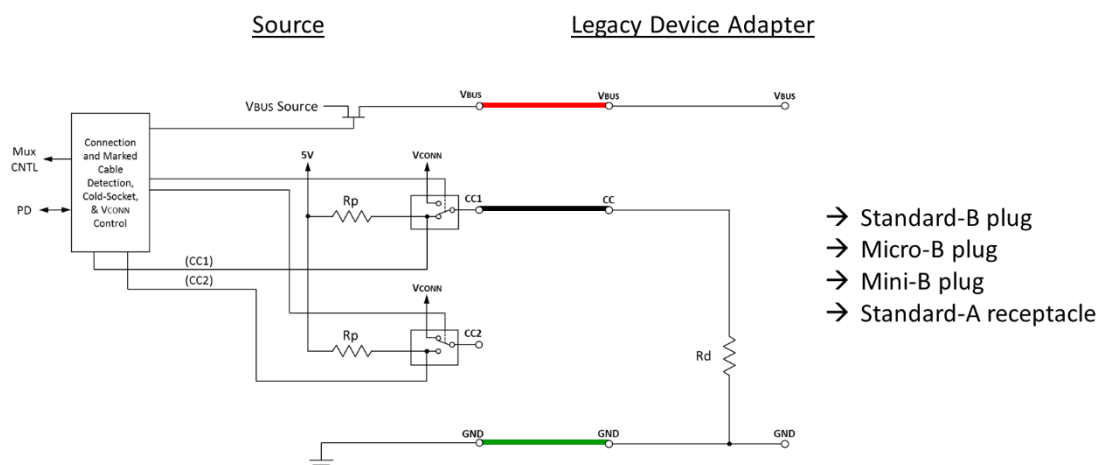 Source
Legacy Device Adapter
VBUS Source
VBUS
VBUS
VBUS
Mux
CNTL
PD
Connection
and Marked
Cable
Detection,
Cold-Socket,
& VCONN
Control
5V
VCONN
Rp
CC1
CC
(CC1)
(CC2)
VCONN
Rp
CC2
Rd
GND
GND
GND
→ Standard-B plug
→ Micro-B plug
→ Mini-B plug
→ Standard-A receptacle